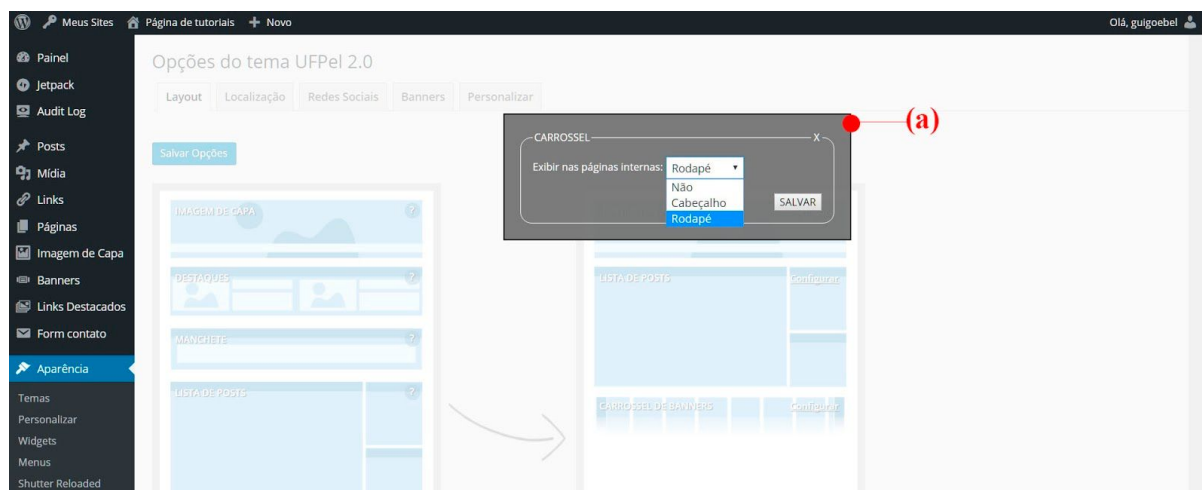 Meus Sites Página de tutoriais + Novo Olá, guigoebel
Painel
Jetpack
Audit Log
Posts
Mídia
Links
Páginas
Imagem de Capa
Banners
Links Destacados
Form contato
Aparência
Temas
Personalizar
Widgets
Menus
Shutter Reloaded
Opções do tema UFPel 2.0
Layout Localização Redes Sociais Banners Personalizar
Salvar Opções
IMAGEM DE CAPA ?
DESTAQUES ?
MANCHETE ?
LISTA DE POSTS ?
CARROSSEL X
Exibir nas páginas internas: Rodapé
Não
Cabeçalho
Rodapé
SALVAR
(a)
LISTA DE POSTS Configurar
CARROSSEL DE BANNERS Configurar